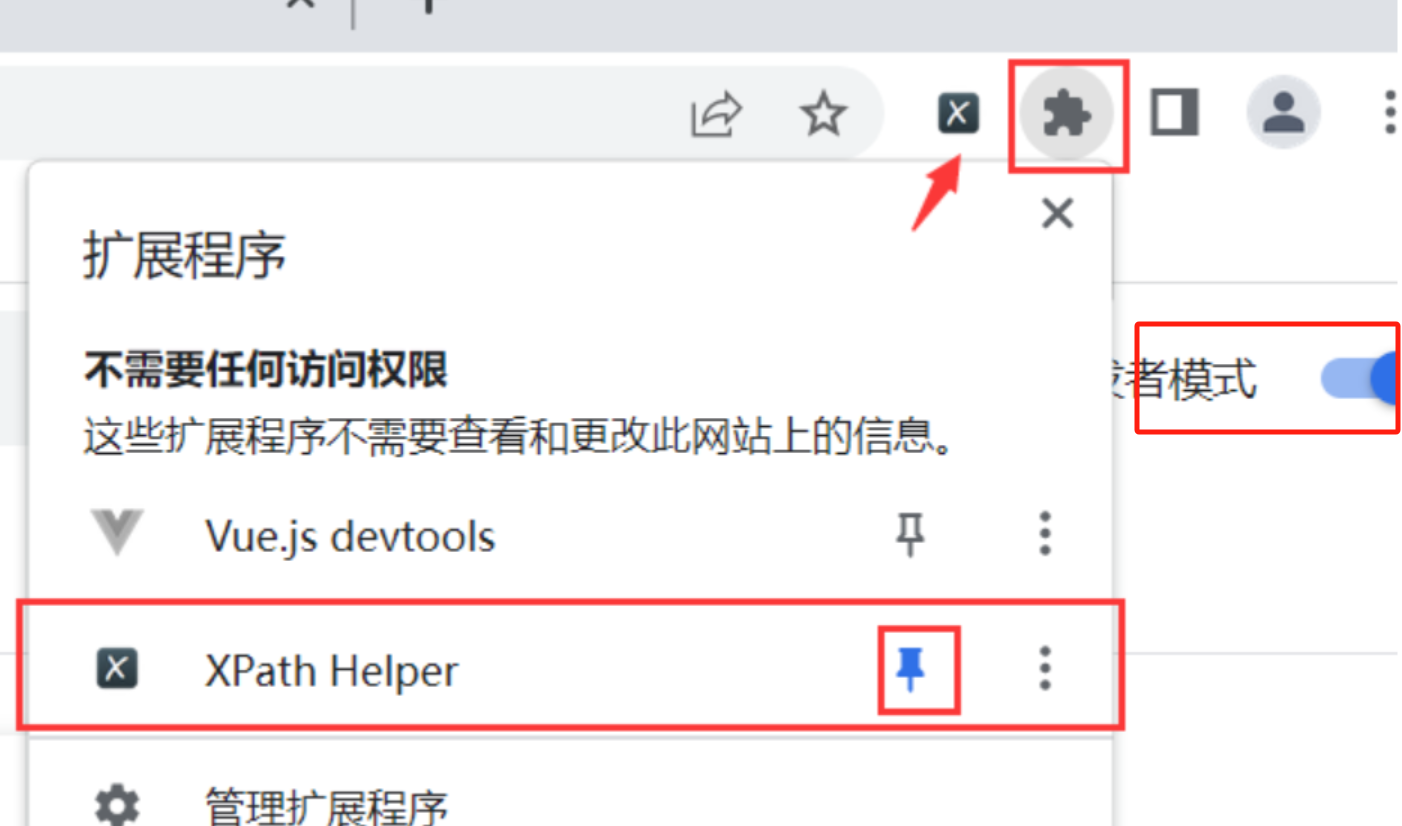 扩展程序
不需要任何访问权限
这些扩展程序不需要查看和更改此网站上的信息。
者模式
Vue.js devtools
XPath Helper
管理扩展程序